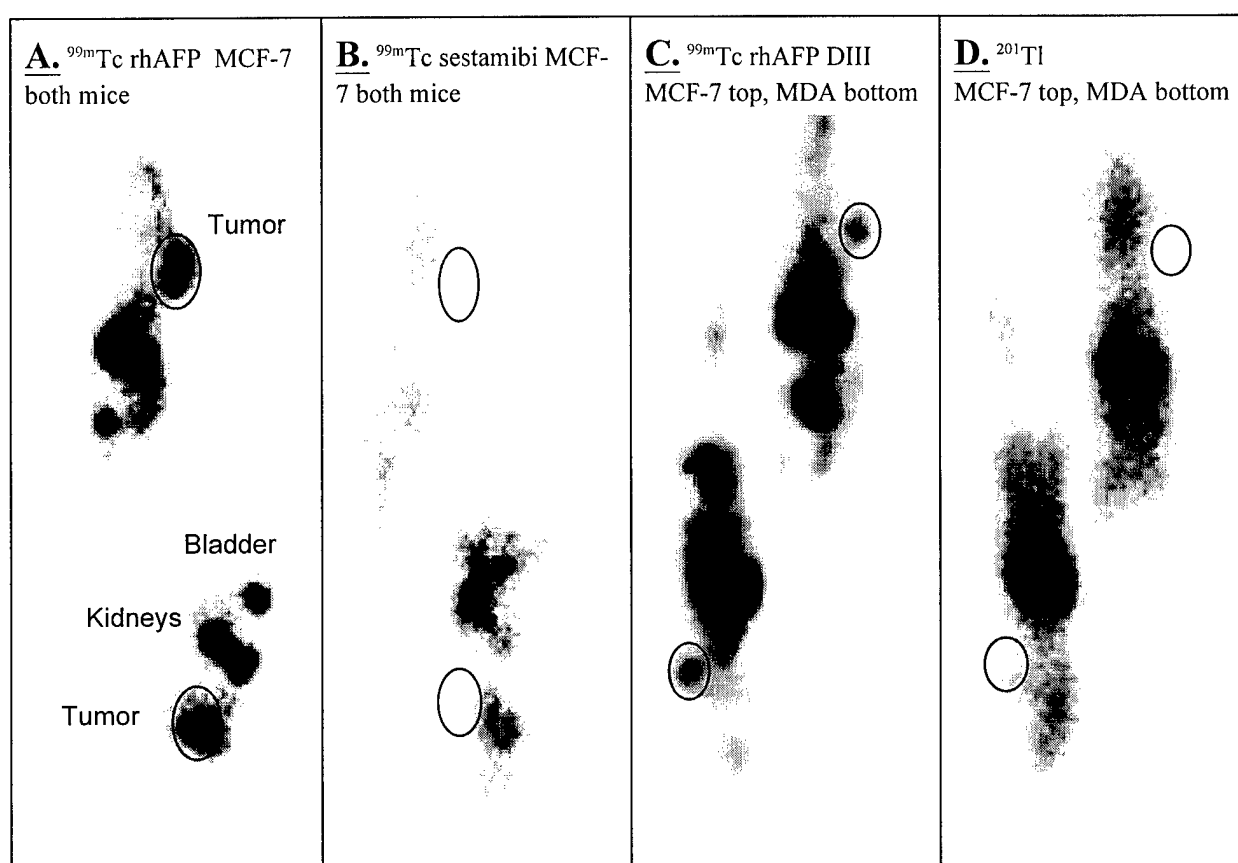 A. 99mTc rhAFP MCF-7
both mice
Tumor
Bladder
Kidneys
Tumor
B. 99mTc sestamibi MCF-
7 both mice
C. 99mTc rhAFP DIII
MCF-7 top, MDA bottom
D. 201Tl
MCF-7 top, MDA bottom